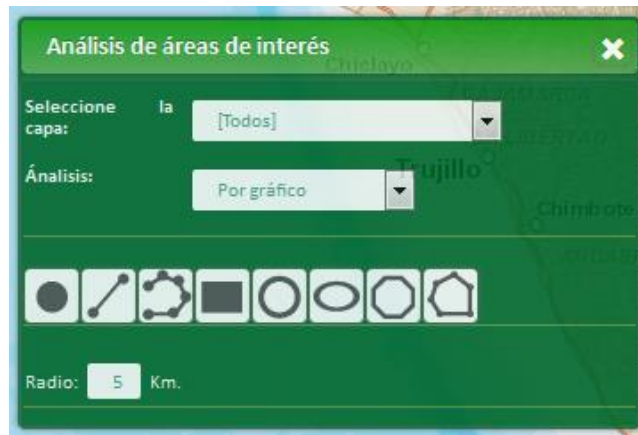 Análisis de áreas de interés
Chiclayo
Seleccione la
capa:
[Todos]
Trujillo
Ánalisis:
Por gráfico
Chimbote
Radio: 5 Km.